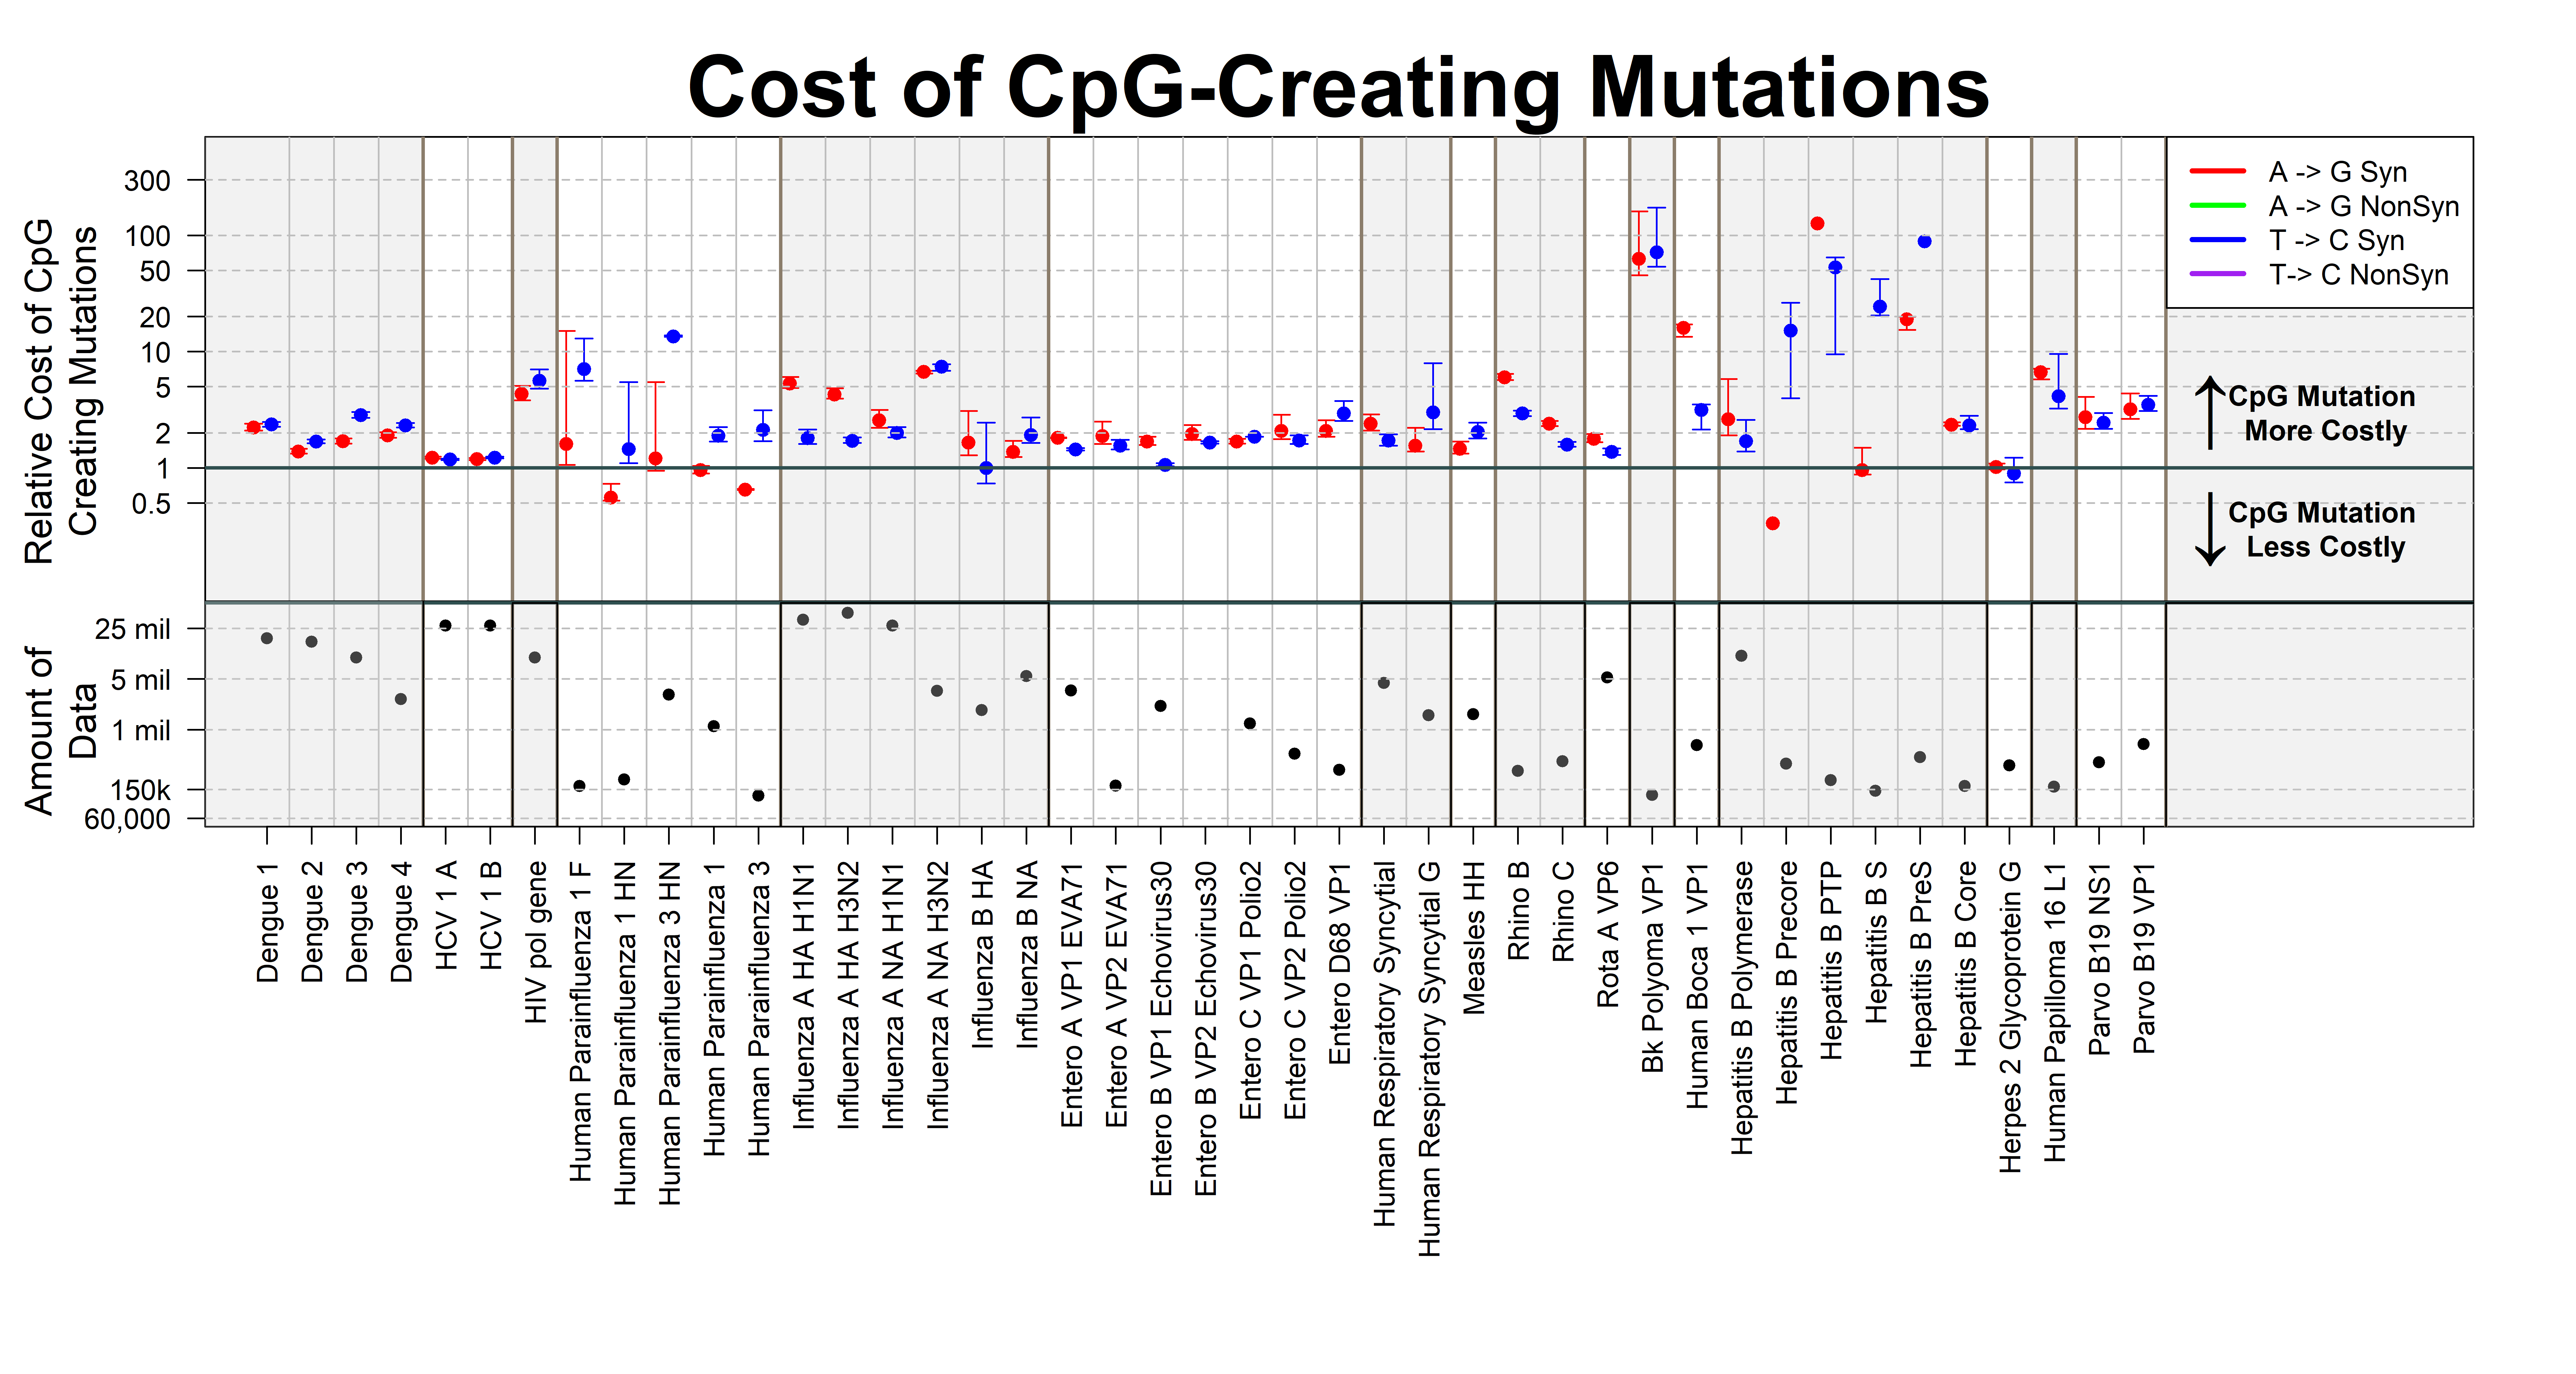 Cost of CpG-Creating Mutations
Relative Cost of CpG
Creating Mutations
300
100
50
20
10
5
2
1
0.5
A -> G Syn
A -> G NonSyn
T -> C Syn
T-> C NonSyn
CpG Mutation
More Costly
CpG Mutation
Less Costly
Amount of
Data
25 mil
5 mil
1 mil
150k
60,000
Dengue 1
Dengue 2
Dengue 3
Dengue 4
HCV 1 A
HCV 1 B
HIV pol gene
Human Parainfluenza 1 F
Human Parainfluenza 1 HN
Human Parainfluenza 3 HN
Human Parainfluenza 1
Human Parainfluenza 3
Influenza A HA H1N1
Influenza A HA H3N2
Influenza A NA H1N1
Influenza A NA H3N2
Influenza B HA
Influenza B NA
Entero A VP1 EVA71
Entero A VP2 EVA71
Entero B VP1 Echovirus30
Entero B VP2 Echovirus30
Entero C VP1 Polio2
Entero C VP2 Polio2
Entero D68 VP1
Human Respiratory Syncytial
Human Respiratory Syncytial G
Measles HH
Rhino B
Rhino C
Rota A VP6
Bk Polyoma VP1
Human Boca 1 VP1
Hepatitis B Polymerase
Hepatitis B Precore
Hepatitis B PTP
Hepatitis B S
Hepatitis B PreS
Hepatitis B Core
Herpes 2 Glycoprotein G
Human Papilloma 16 L1
Parvo B19 NS1
Parvo B19 VP1